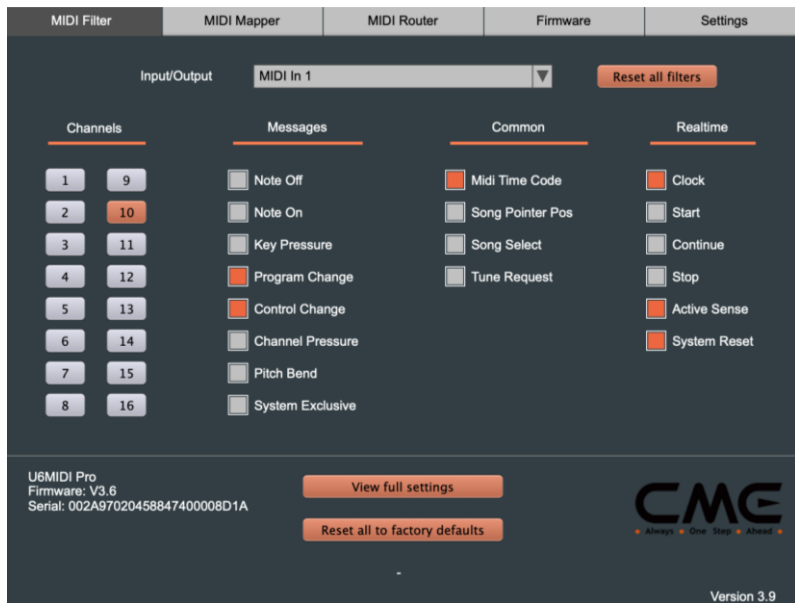 MIDI Filter
MIDI Mapper
MIDI Router
Firmware
Settings
Input/Output
MIDI In 1
Reset all filters
Channels
Messages
Common
Realtime
1 9
2 10
3 11
4 12
5 13
6 14
7 15
8 16
Note Off
Note On
Key Pressure
Program Change
Control Change
Channel Pressure
Pitch Bend
System Exclusive
Midi Time Code
Song Pointer Pos
Song Select
Tune Request
Clock
Start
Continue
Stop
Active Sense
System Reset
U6MIDI Pro
Firmware: V3.6
Serial: 002A97020458847400008D1A
View full settings
Reset all to factory defaults
-
CME
Always • One Step • Ahead
Version 3.9